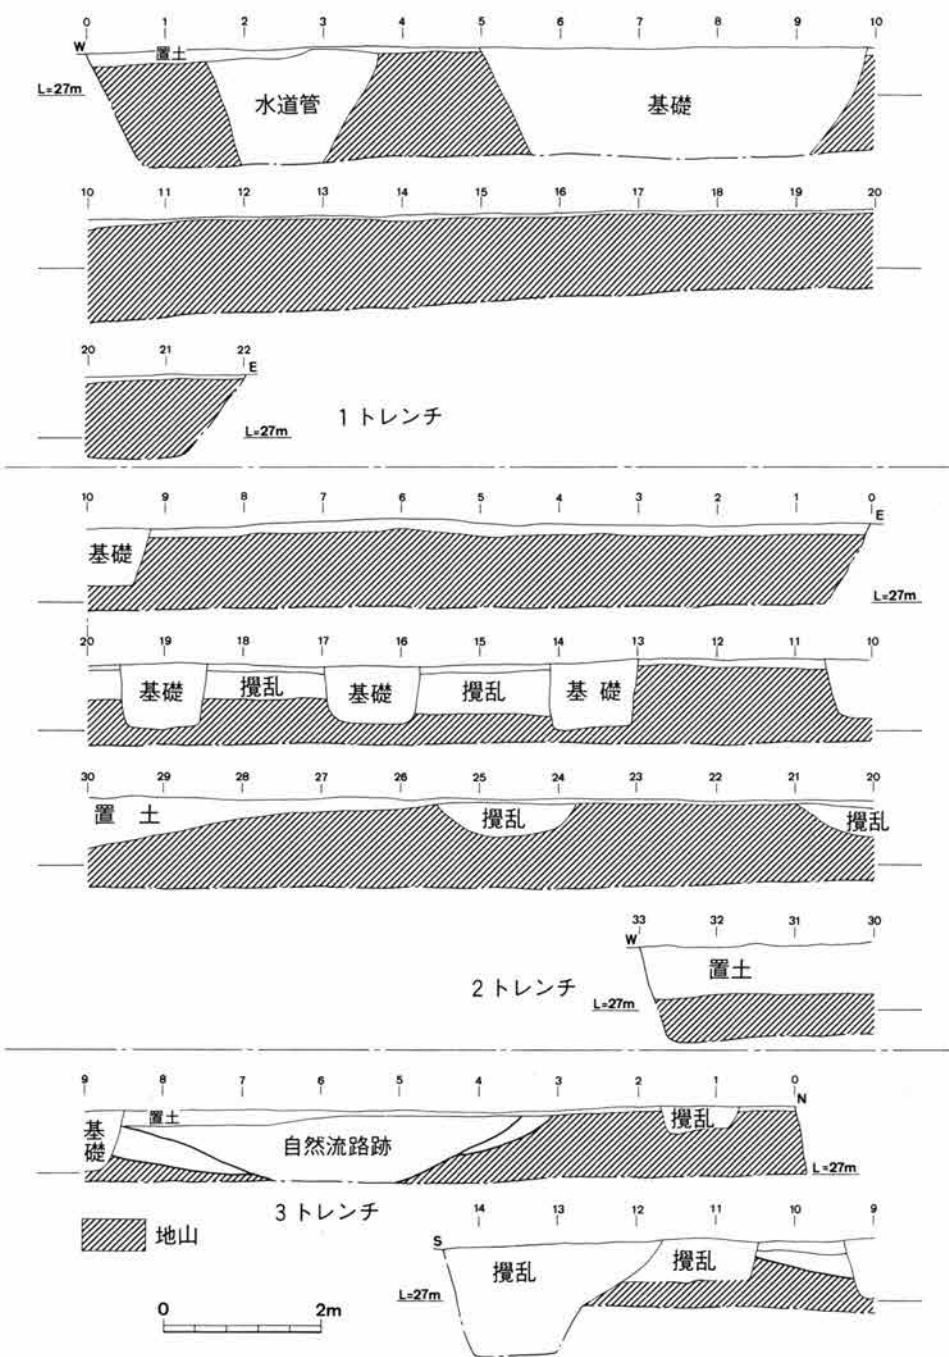 0 1 2 3 4 5 6 7 8 9 10
W
置土
L=27m
水道管
基礎
10 11 12 13 14 15 16 17 18 19 20
20 21 22
E
1トレンチ
L=27m
10 9 8 7 6 5 4 3 2 1 0
E
基礎
L=27m
20 19 18 17 16 15 14 13 12 11 10
基礎 攪乱 基礎 攪乱 基礎
30 29 28 27 26 25 24 23 22 21 20
置土
攪乱
攪乱
33 32 31 30
W
置土
2トレンチ
L=27m
9 8 7 6 5 4 3 2 1 0
N
置土
基礎
自然流路跡
攪乱
L=27m
3トレンチ
14 13 12 11 10 9
S
地山
攪乱
攪乱
L=27m
0 2m